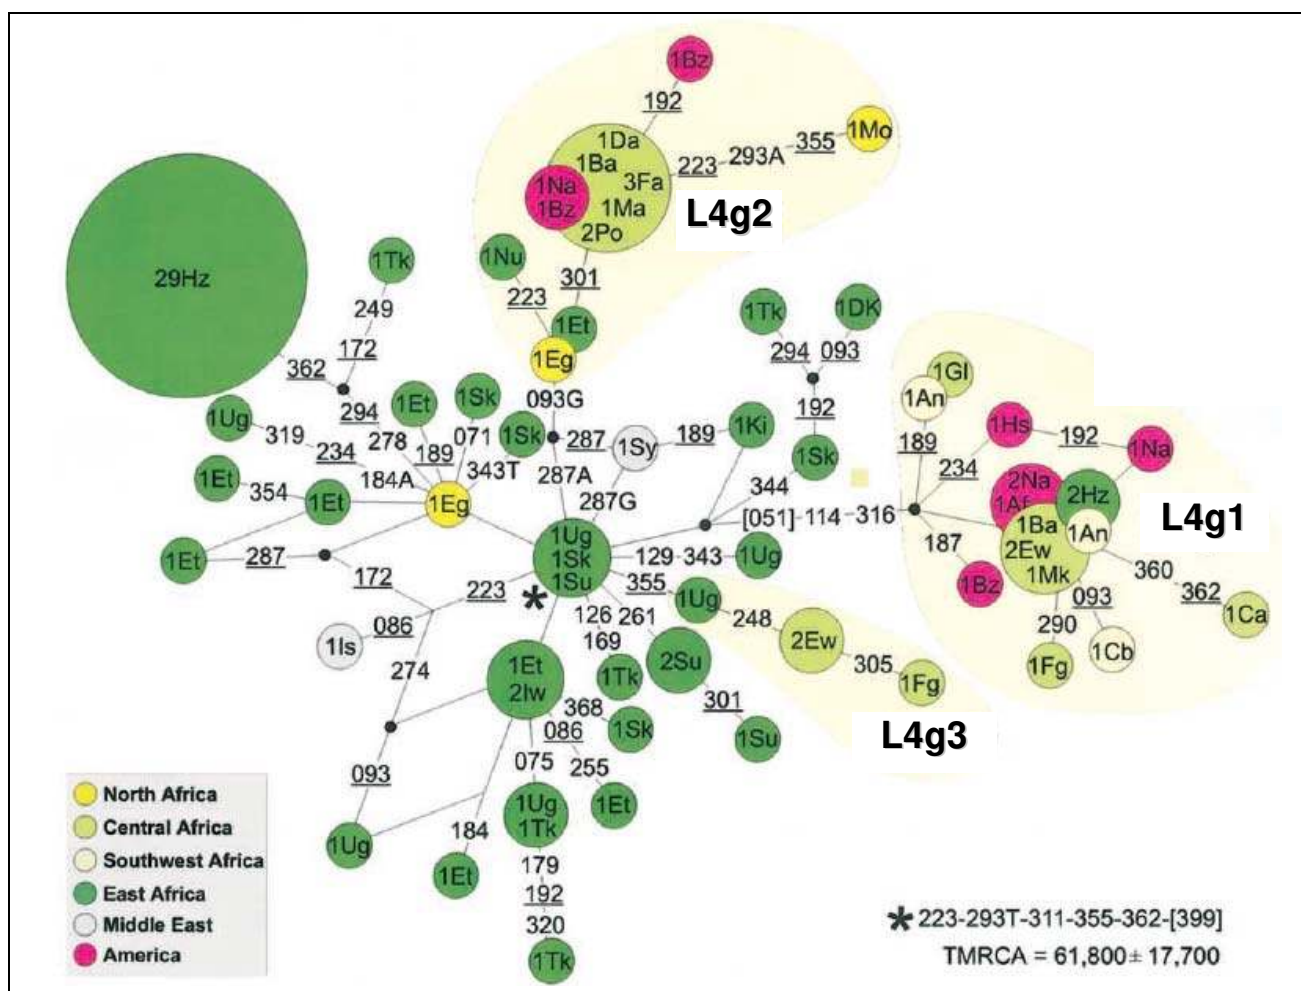 1Bz
192
1Mo
355
293A
223
1Da
1Ba
3Fa
1Na
1Bz
1Ma
2Po
L4g2
301
1Nu
223
1Et
1Eg
093G
287
1Sy
189
1Ki
287A
287G
29Hz
1Tk
249
172
362
294
278
1Ug
319
234
184A
1Et
189
1Sk
071
1Sk
343T
1Et
354
1Et
1Eg
1Et
287
172
223
1Is
086
274
093
1Ug
1Ug
1Sk
1Su
*
1Tk
1DK
294
093
192
1Sk
344
[051]
114
316
129
343
1Ug
355
1Ug
248
2Ew
305
1Fg
L4g3
126
169
1Tk
261
2Su
301
1Su
1Et
2Iw
368
1Sk
086
255
1Et
075
1Ug
1Tk
179
192
320
1Tk
184
1Et
1Gl
1An
189
1Hs
234
192
1Na
2Na
1Af
2Hz
1Ba
1An
2Ew
1Mk
L4g1
187
1Bz
360
362
1Ca
093
1Cb
290
1Fg
North Africa
Central Africa
Southwest Africa
East Africa
Middle East
America
* 223-293T-311-355-362-[399]
TMRCA = 61,800± 17,700